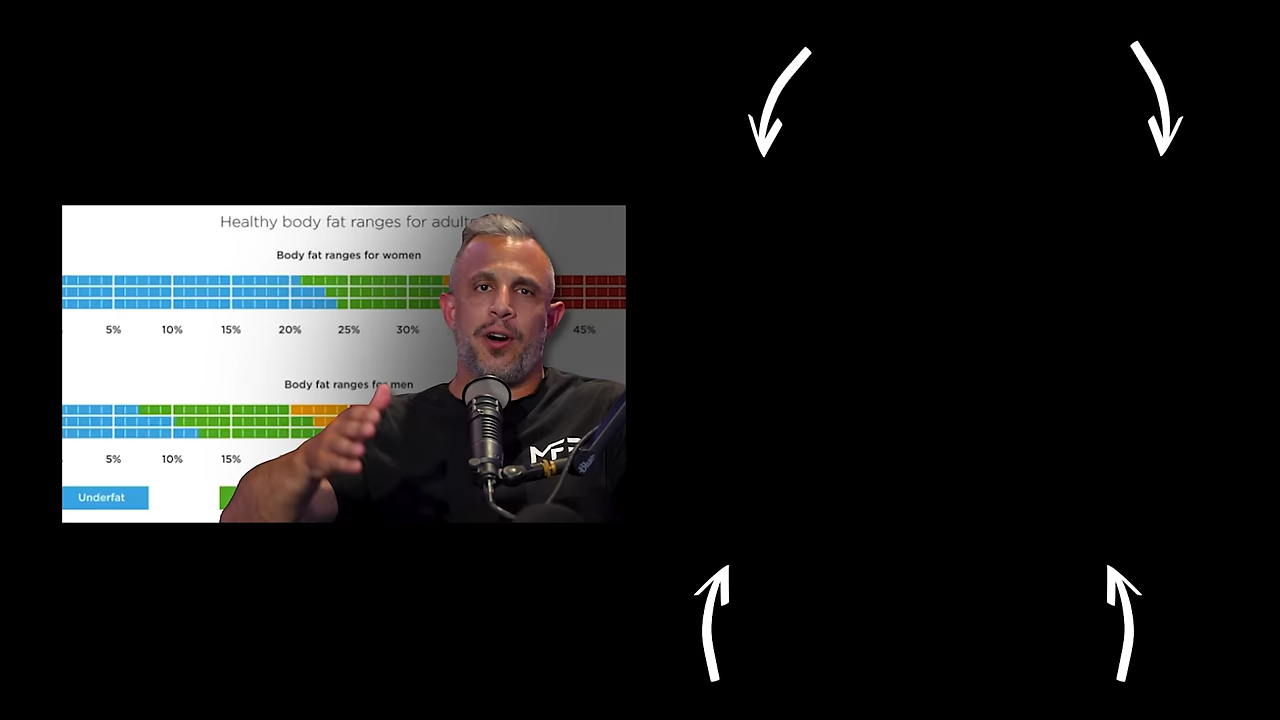 Healthy body fat ranges for adults
Body fat ranges for women
5% 10% 15% 20% 25% 30% 45%
Body fat ranges for men
5% 10% 15%
Underfat